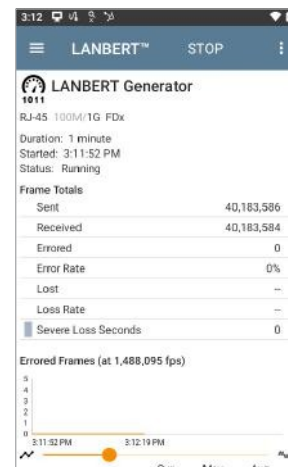 3:12
LANBERT™ STOP
LANBERT Generator
1011
RJ-45 100M/1G FDx
Duration: 1 minute
Started: 3:11:52 PM
Status: Running
Frame Totals
Sent 40,183,586
Received 40,183,584
Errored 0
Error Rate 0%
Lost --
Loss Rate --
Severe Loss Seconds 0
Errored Frames (at 1,488,095 fps)
5
4
3
2
1
0
3:11:52 PM 3:12:19 PM